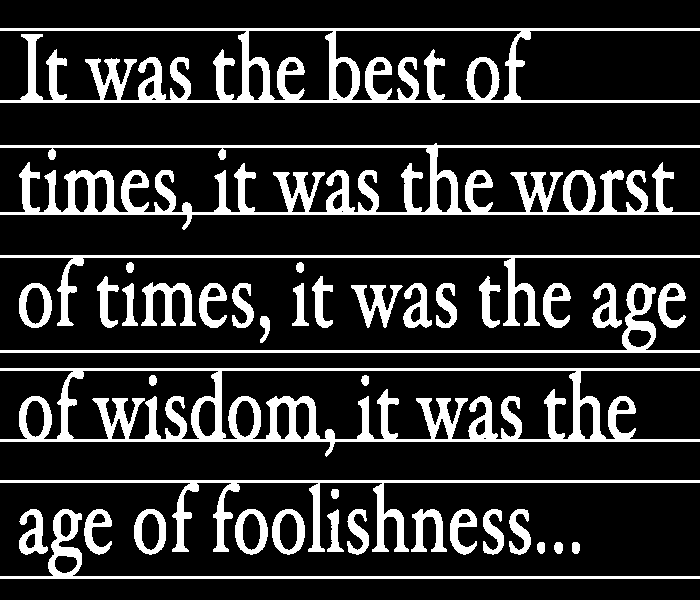 It was the best of
times, it was the worst
of times, it was the age
of wisdom, it was the
age of foolishness...